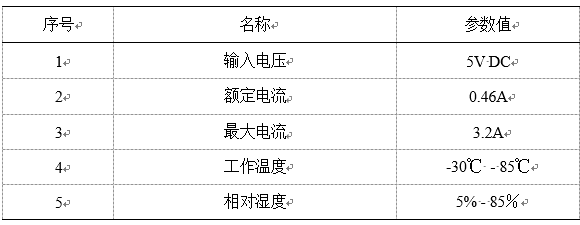 序号 名称 参数值
1 输入电压 5V DC
2 额定电流 0.46A
3 最大电流 3.2A
4 工作温度 -30℃ - 85℃
5 相对湿度 5% - 85%